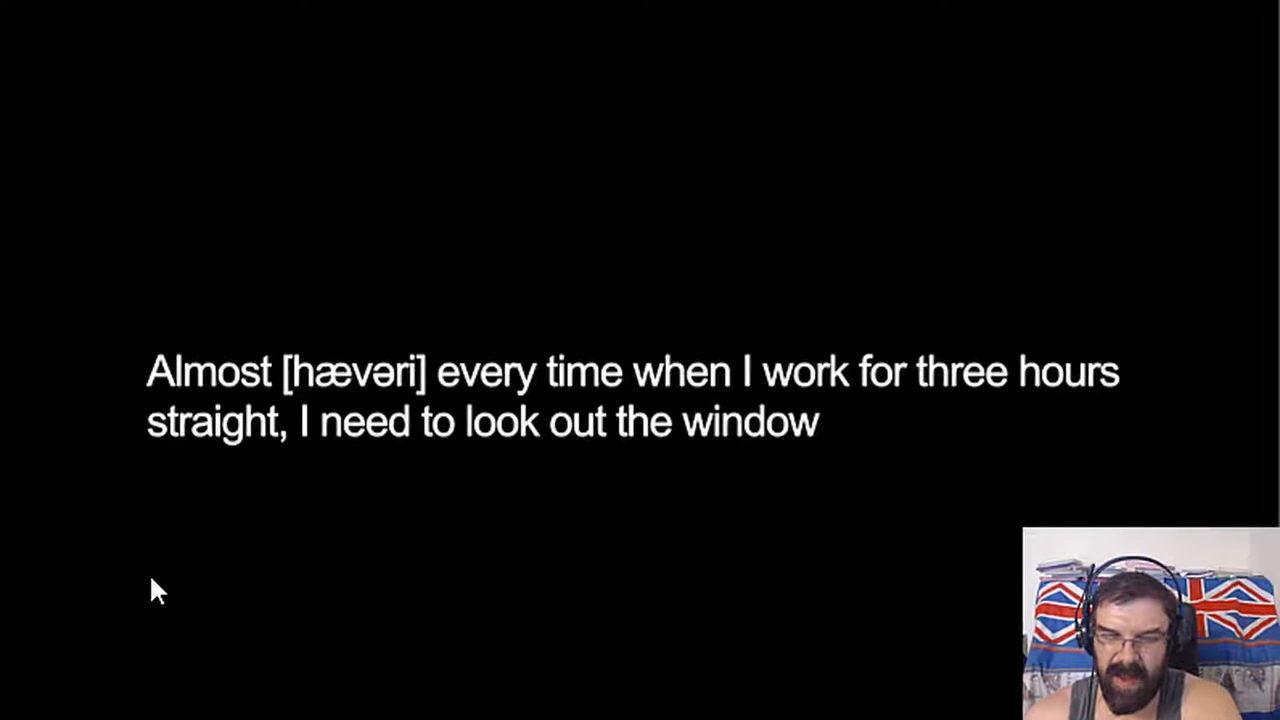 Almost [hævəri] every time when I work for three hours
straight, I need to look out the window